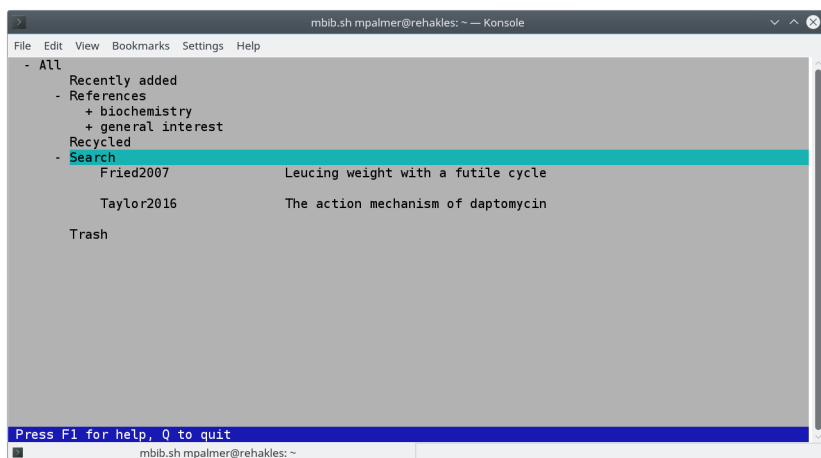 mbib.sh mpalmer@rehakles: ~ — Konsole
File Edit View Bookmarks Settings Help
- All
Recently added
- References
+ biochemistry
+ general interest
Recycled
- Search
Fried2007 Leucing weight with a futile cycle
Taylor2016 The action mechanism of daptomycin
Trash
Press F1 for help, Q to quit
mbib.sh mpalmer@rehakles: ~